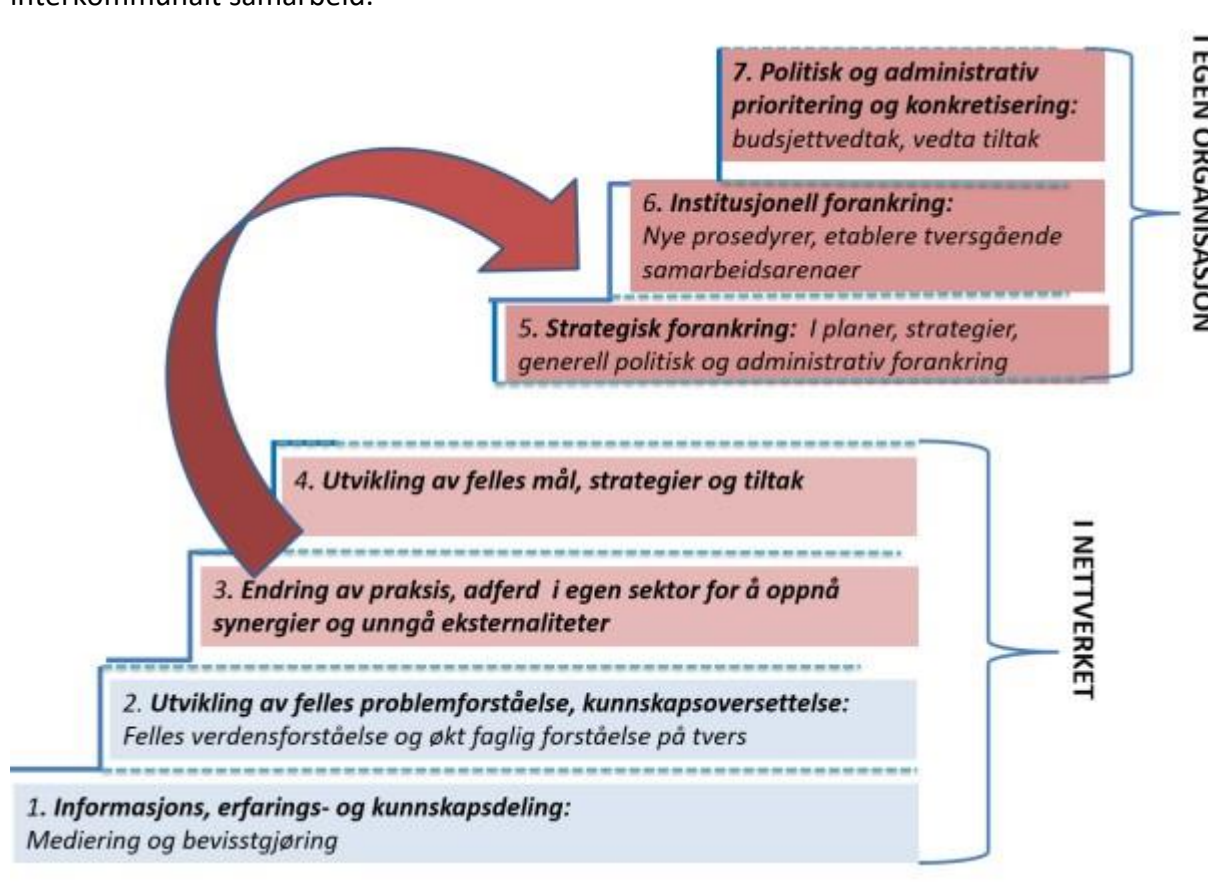 interkommunalt samarbeid.
7. Politisk og administrativ
prioritering og konkretisering:
budsjettvedtak, vedta tiltak
6. Institusjonell forankring:
Nye prosedyrer, etablere tversgående
samarbeidsarenaer
5. Strategisk forankring: I planer, strategier,
generell politisk og administrativ forankring
I EGEN ORGANISASJON
4. Utvikling av felles mål, strategier og tiltak
3. Endring av praksis, adferd i egen sektor for å oppnå
synergier og unngå eksternaliteter
2. Utvikling av felles problemforståelse, kunnskapsoversettelse:
Felles verdensforståelse og økt faglig forståelse på tvers
1. Informasjons, erfarings- og kunnskapsdeling:
Mediering og bevisstgjøring
I NETTVERKET